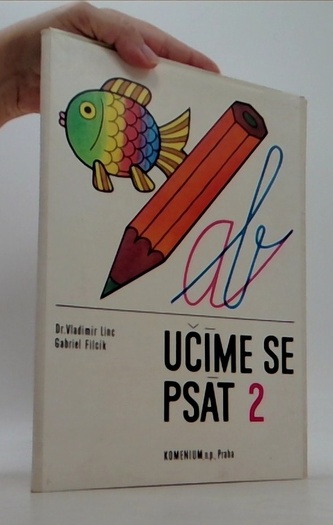 ab
Dr. Vladimír Linc
Gabriel Filcík
UČÍME SE
PSÁT 2
KOMENIUM, n.p., Praha